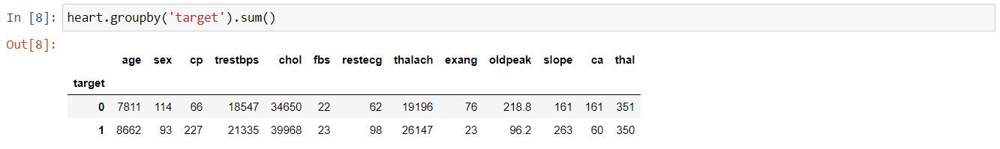 In [8]: heart.groupby('target').sum()
Out[8]:
age sex cp trestbps chol fbs restecg thalach exang oldpeak slope ca thal
target
0 7811 114 66 18547 34650 22 62 19196 76 218.8 161 161 351
1 8662 93 227 21335 39968 23 98 26147 23 96.2 263 60 350